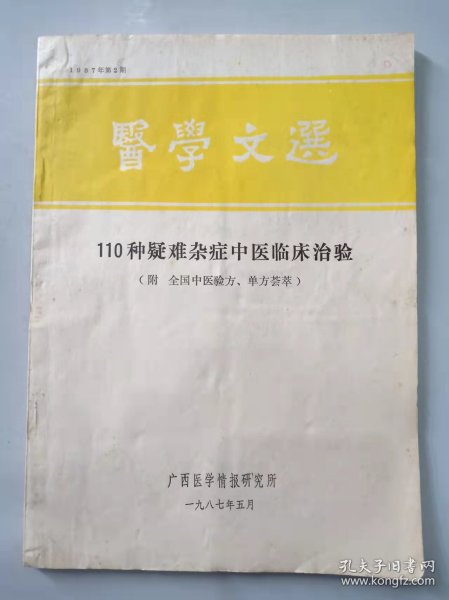 1987年第2期
醫學文選
110种疑难杂症中医临床治验
（附 全国中医验方、单方荟萃）
广西医学情报研究所
一九八七年五月
孔夫子旧书网
www.kongfz.com